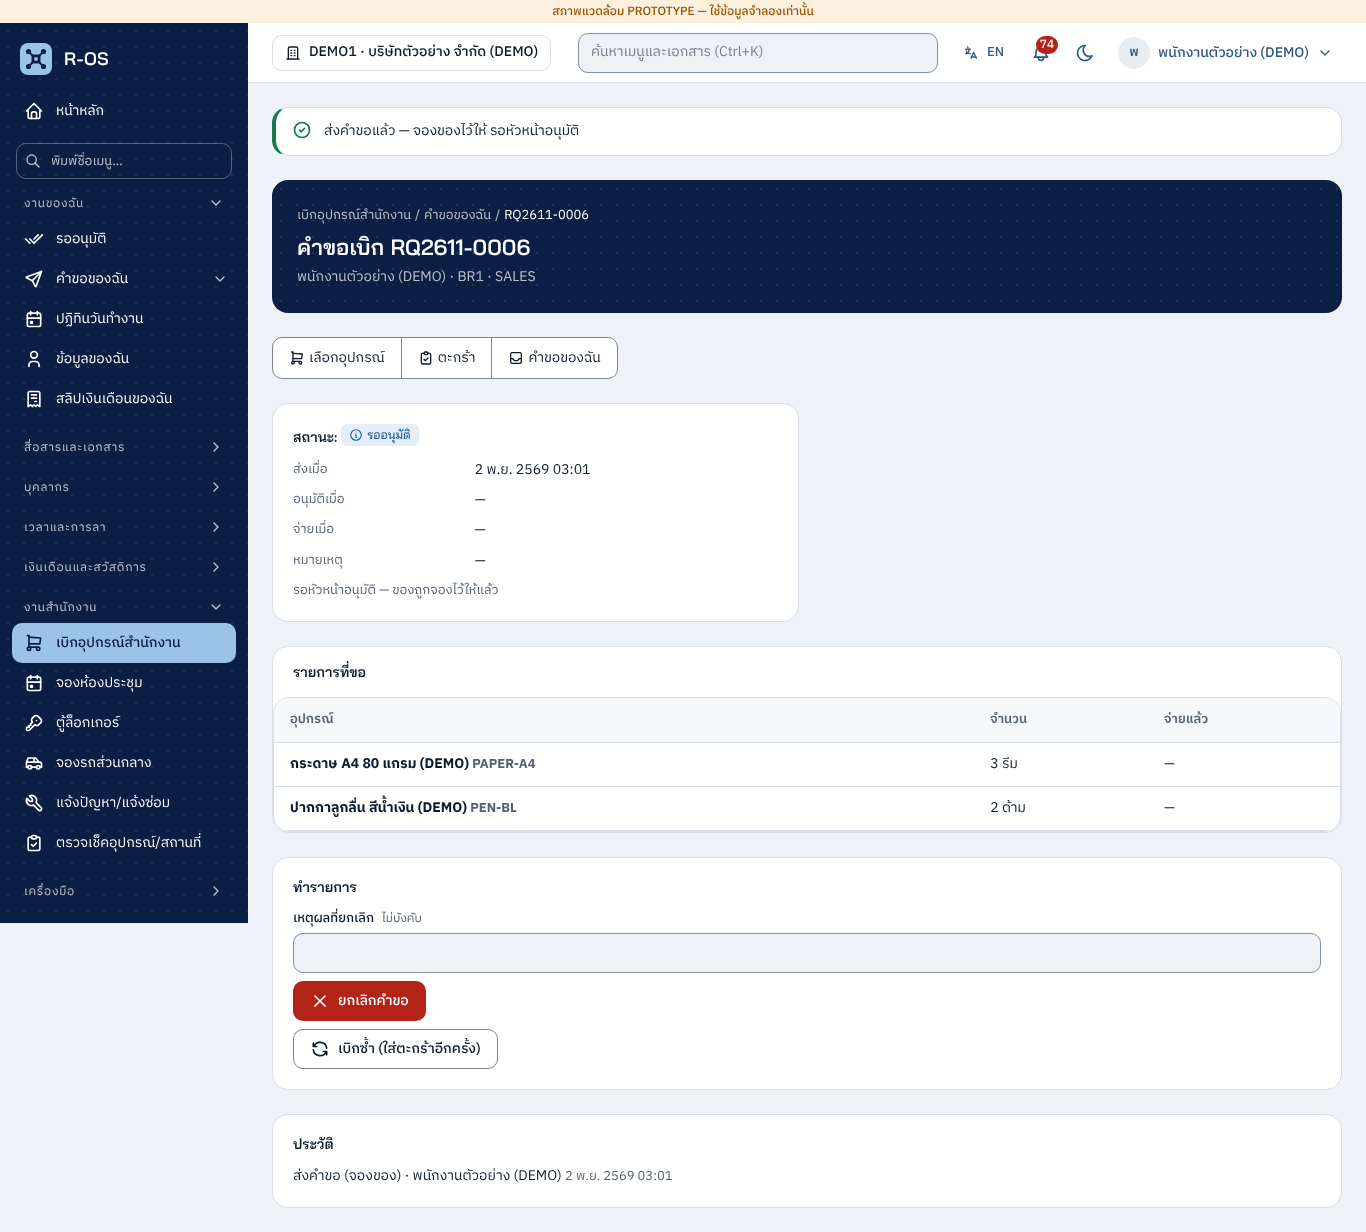 สภาพแวดล้อม PROTOTYPE — ใช้ข้อมูลจำลองเท่านั้น
R-OS
DEMO1 · บริษัทตัวอย่าง จำกัด (DEMO)
ค้นหาเมนูและเอกสาร (Ctrl+K)
EN
74
พ
พนักงานตัวอย่าง (DEMO)
หน้าหลัก
พิมพ์ชื่อเมนู...
งานของฉัน
รออนุมัติ
คำขอของฉัน
ปฏิทินวันทำงาน
ข้อมูลของฉัน
สลิปเงินเดือนของฉัน
สื่อสารและเอกสาร
บุคลากร
เวลาและการลา
เงินเดือนและสวัสดิการ
งานสำนักงาน
เบิกอุปกรณ์สำนักงาน
จองห้องประชุม
ตู้ล็อกเกอร์
จองรถส่วนกลาง
แจ้งปัญหา/แจ้งซ่อม
ตรวจเช็คอุปกรณ์/สถานที่
เครื่องมือ
ส่งคำขอแล้ว — จองของไว้ให้ รอหัวหน้าอนุมัติ
เบิกอุปกรณ์สำนักงาน / คำขอของฉัน / RQ2611-0006
คำขอเบิก RQ2611-0006
พนักงานตัวอย่าง (DEMO) · BR1 · SALES
เลือกอุปกรณ์
ตะกร้า
คำขอของฉัน
สถานะ: รออนุมัติ
ส่งเมื่อ 2 พ.ย. 2569 03:01
อนุมัติเมื่อ —
จ่ายเมื่อ —
หมายเหตุ —
รอหัวหน้าอนุมัติ — ของถูกจองไว้ให้แล้ว
รายการที่ขอ
อุปกรณ์ จำนวน จ่ายแล้ว
กระดาษ A4 80 แกรม (DEMO) PAPER-A4 3 รีม —
ปากกาลูกลื่น สีน้ำเงิน (DEMO) PEN-BL 2 ด้าม —
ทำรายการ
เหตุผลที่ยกเลิก ไม่บังคับ
ยกเลิกคำขอ
เบิกซ้ำ (ใส่ตะกร้าอีกครั้ง)
ประวัติ
ส่งคำขอ (จองของ) · พนักงานตัวอย่าง (DEMO) 2 พ.ย. 2569 03:01